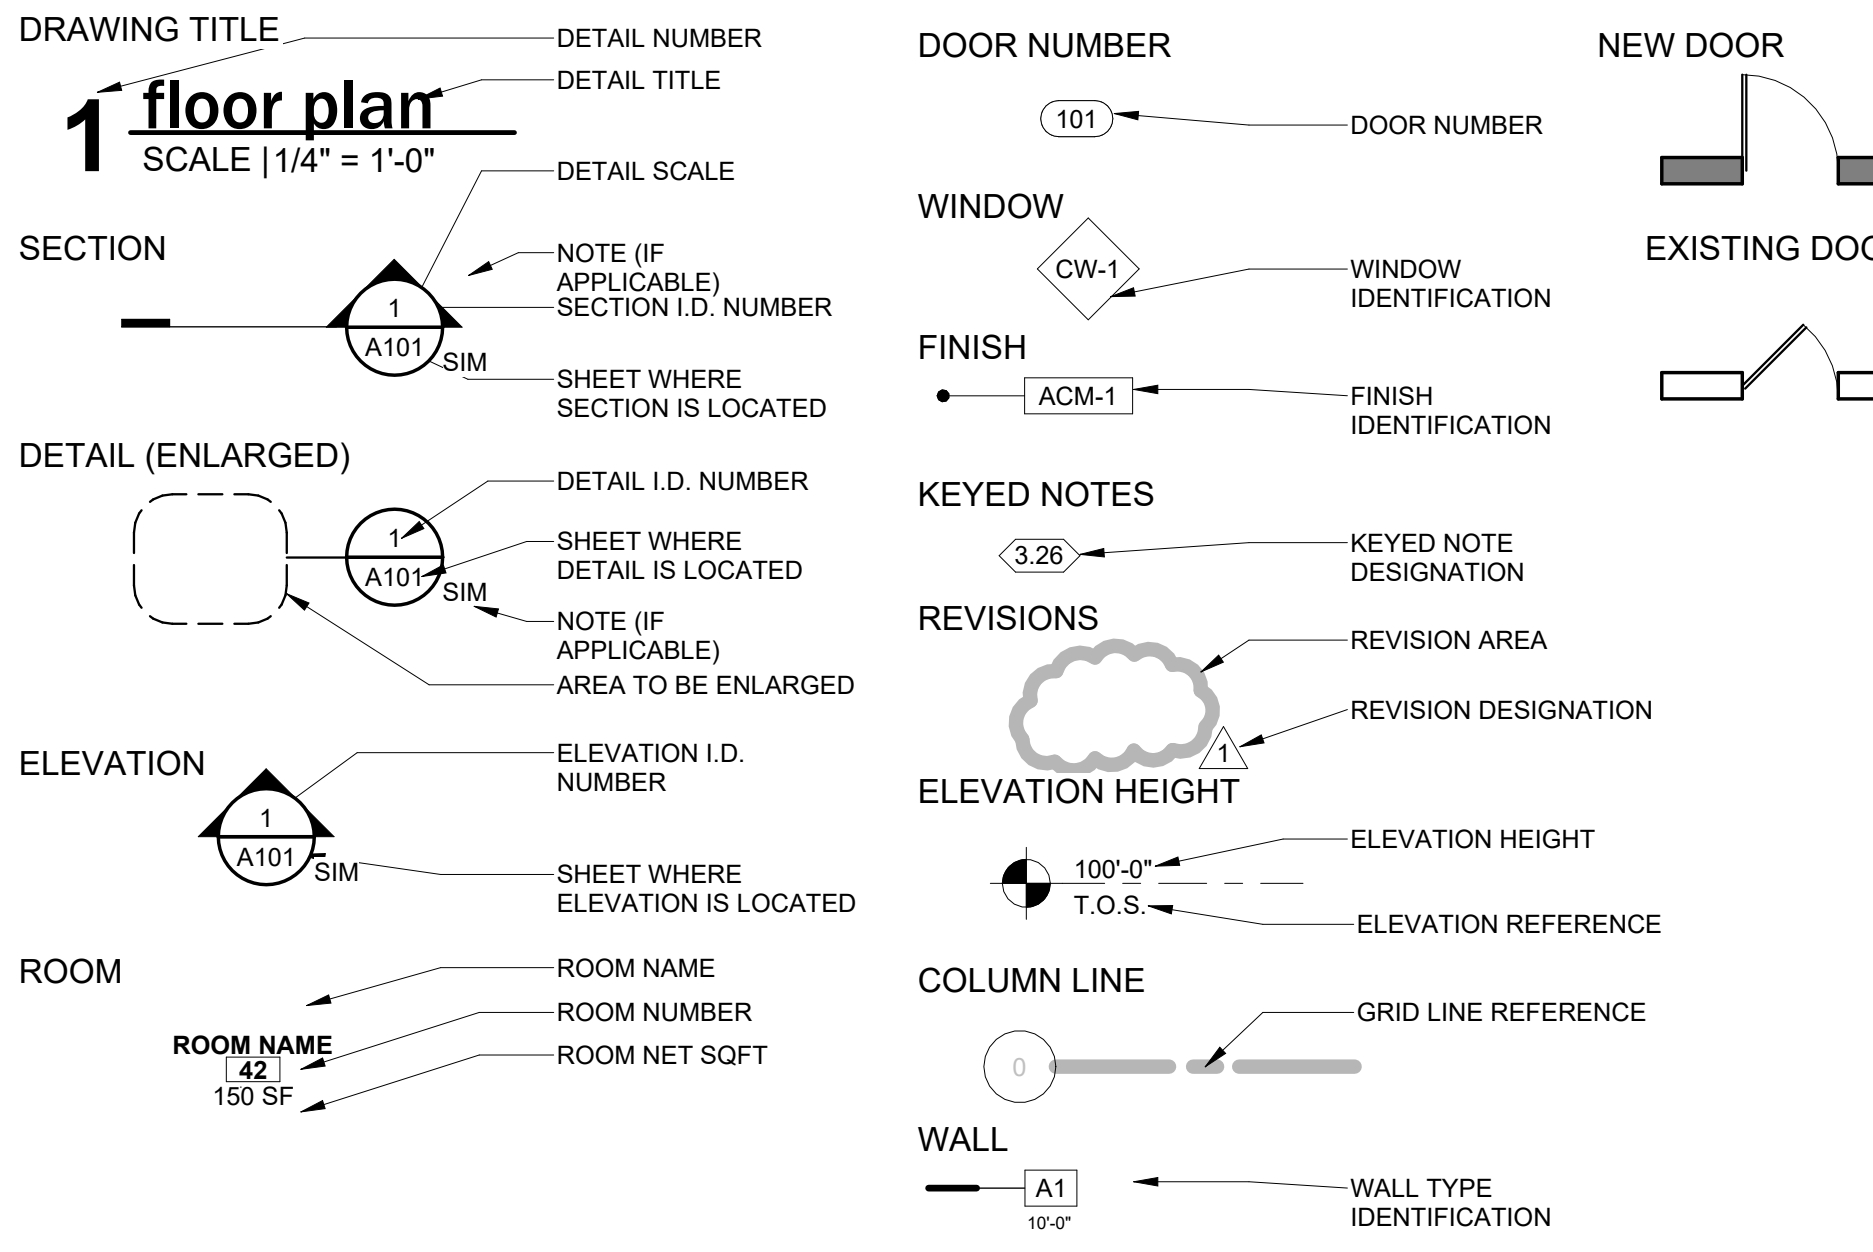 DRAWING TITLE
DETAIL NUMBER
DETAIL TITLE
1
floor plan
SCALE | 1/4" = 1'-0"
DETAIL SCALE
SECTION
NOTE (IF
APPLICABLE)
SECTION I.D. NUMBER
1
A101
SIM
SHEET WHERE
SECTION IS LOCATED
DETAIL (ENLARGED)
DETAIL I.D. NUMBER
1
A101
SIM
SHEET WHERE
DETAIL IS LOCATED
NOTE (IF
APPLICABLE)
AREA TO BE ENLARGED
ELEVATION
ELEVATION I.D.
NUMBER
1
A101
SIM
SHEET WHERE
ELEVATION IS LOCATED
ROOM
ROOM NAME
ROOM NUMBER
ROOM NET SQFT
ROOM NAME
42
150 SF
DOOR NUMBER
101
DOOR NUMBER
WINDOW
CW-1
WINDOW
IDENTIFICATION
FINISH
ACM-1
FINISH
IDENTIFICATION
KEYED NOTES
3.26
KEYED NOTE
DESIGNATION
REVISIONS
REVISION AREA
REVISION DESIGNATION
1
ELEVATION HEIGHT
100'-0"
T.O.S.
ELEVATION HEIGHT
ELEVATION REFERENCE
COLUMN LINE
GRID LINE REFERENCE
0
WALL
A1
10'-0"
WALL TYPE
IDENTIFICATION
NEW DOOR
EXISTING